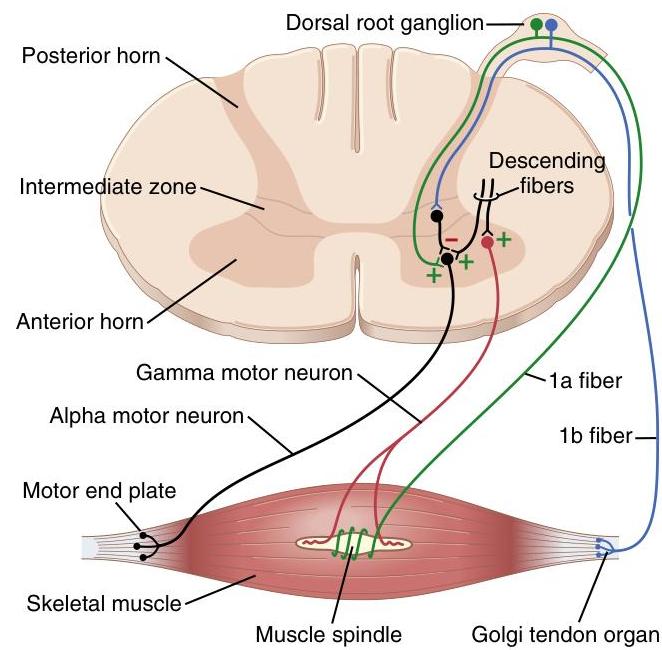 Dorsal root ganglion
Posterior horn
Descending
fibers
Intermediate zone
−
+
+
+
Anterior horn
Gamma motor neuron
1a fiber
Alpha motor neuron
1b fiber
Motor end plate
Skeletal muscle
Muscle spindle
Golgi tendon organ